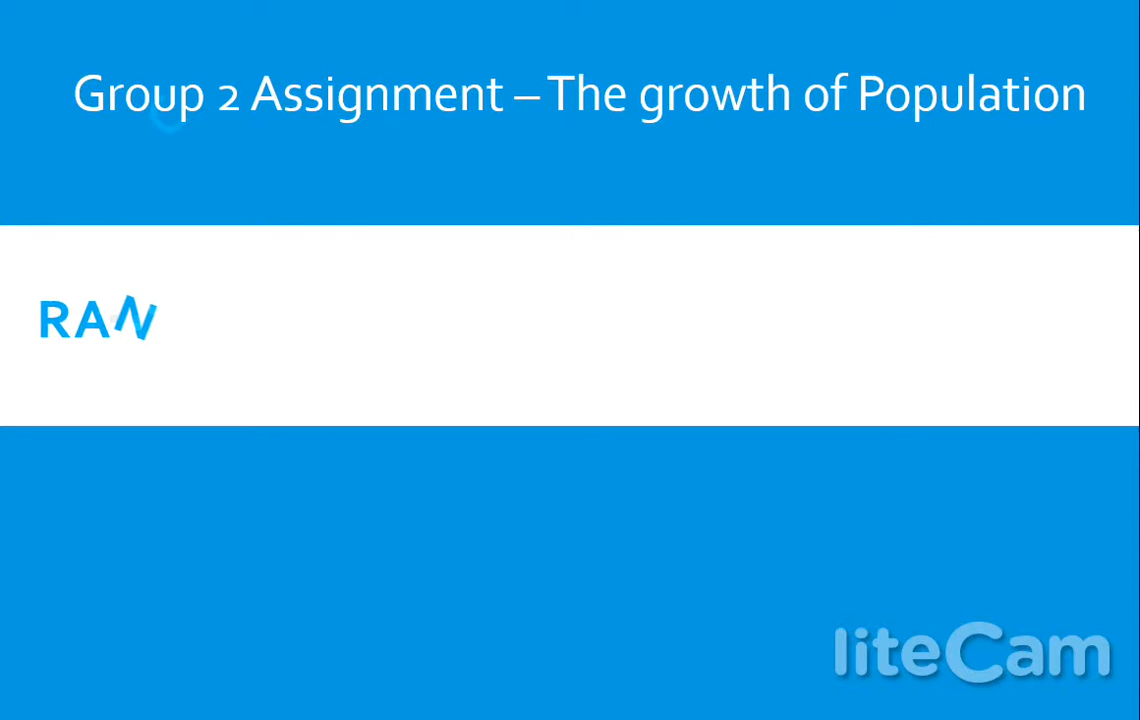 Group 2 Assignment – The growth of Population
RAN
liteCam